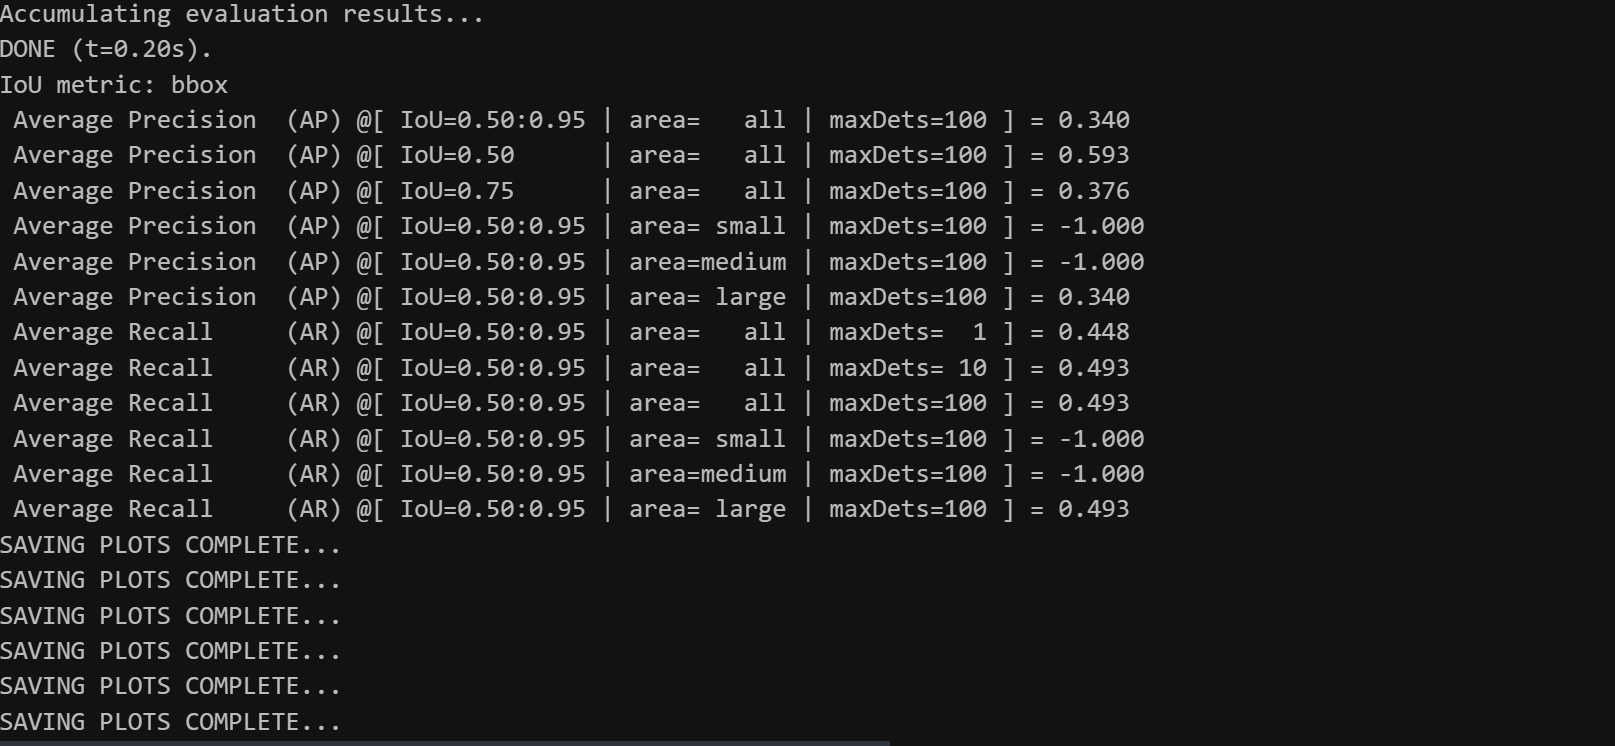 Accumulating evaluation results...
DONE (t=0.20s).
IoU metric: bbox
 Average Precision  (AP) @[ IoU=0.50:0.95 | area=   all | maxDets=100 ] = 0.340
 Average Precision  (AP) @[ IoU=0.50      | area=   all | maxDets=100 ] = 0.593
 Average Precision  (AP) @[ IoU=0.75      | area=   all | maxDets=100 ] = 0.376
 Average Precision  (AP) @[ IoU=0.50:0.95 | area= small | maxDets=100 ] = -1.000
 Average Precision  (AP) @[ IoU=0.50:0.95 | area=medium | maxDets=100 ] = -1.000
 Average Precision  (AP) @[ IoU=0.50:0.95 | area= large | maxDets=100 ] = 0.340
 Average Recall     (AR) @[ IoU=0.50:0.95 | area=   all | maxDets=  1 ] = 0.448
 Average Recall     (AR) @[ IoU=0.50:0.95 | area=   all | maxDets= 10 ] = 0.493
 Average Recall     (AR) @[ IoU=0.50:0.95 | area=   all | maxDets=100 ] = 0.493
 Average Recall     (AR) @[ IoU=0.50:0.95 | area= small | maxDets=100 ] = -1.000
 Average Recall     (AR) @[ IoU=0.50:0.95 | area=medium | maxDets=100 ] = -1.000
 Average Recall     (AR) @[ IoU=0.50:0.95 | area= large | maxDets=100 ] = 0.493
SAVING PLOTS COMPLETE...
SAVING PLOTS COMPLETE...
SAVING PLOTS COMPLETE...
SAVING PLOTS COMPLETE...
SAVING PLOTS COMPLETE...
SAVING PLOTS COMPLETE...